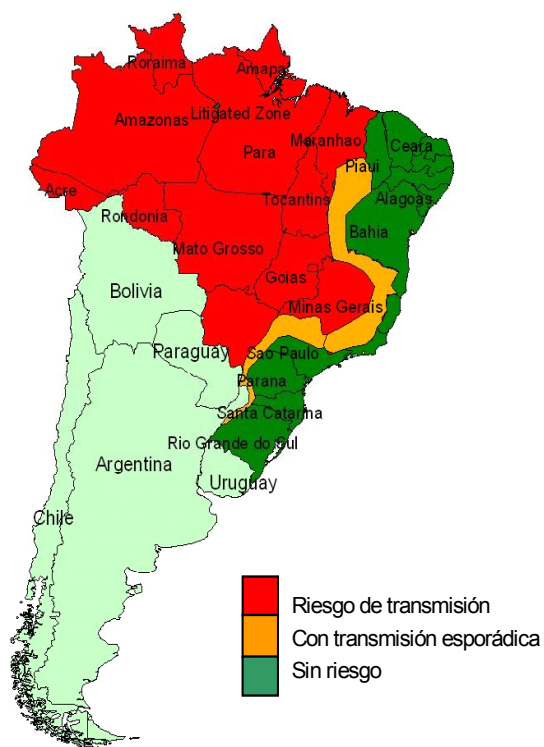 Roraima
Amapa
Litigated Zone
Amazonas
Maranhao
Ceara
Para
Piaui
Acre
Tocantins
Alagoas
Rondonia
Bahia
Mato Grosso
Goias
Bolivia
Minas Gerais
Paraguay
Sao Paulo
Parana
Santa Catarina
Rio Grande do Sul
Argentina
Uruguay
Chile
Riesgo de transmisión
Con transmisión esporádica
Sin riesgo